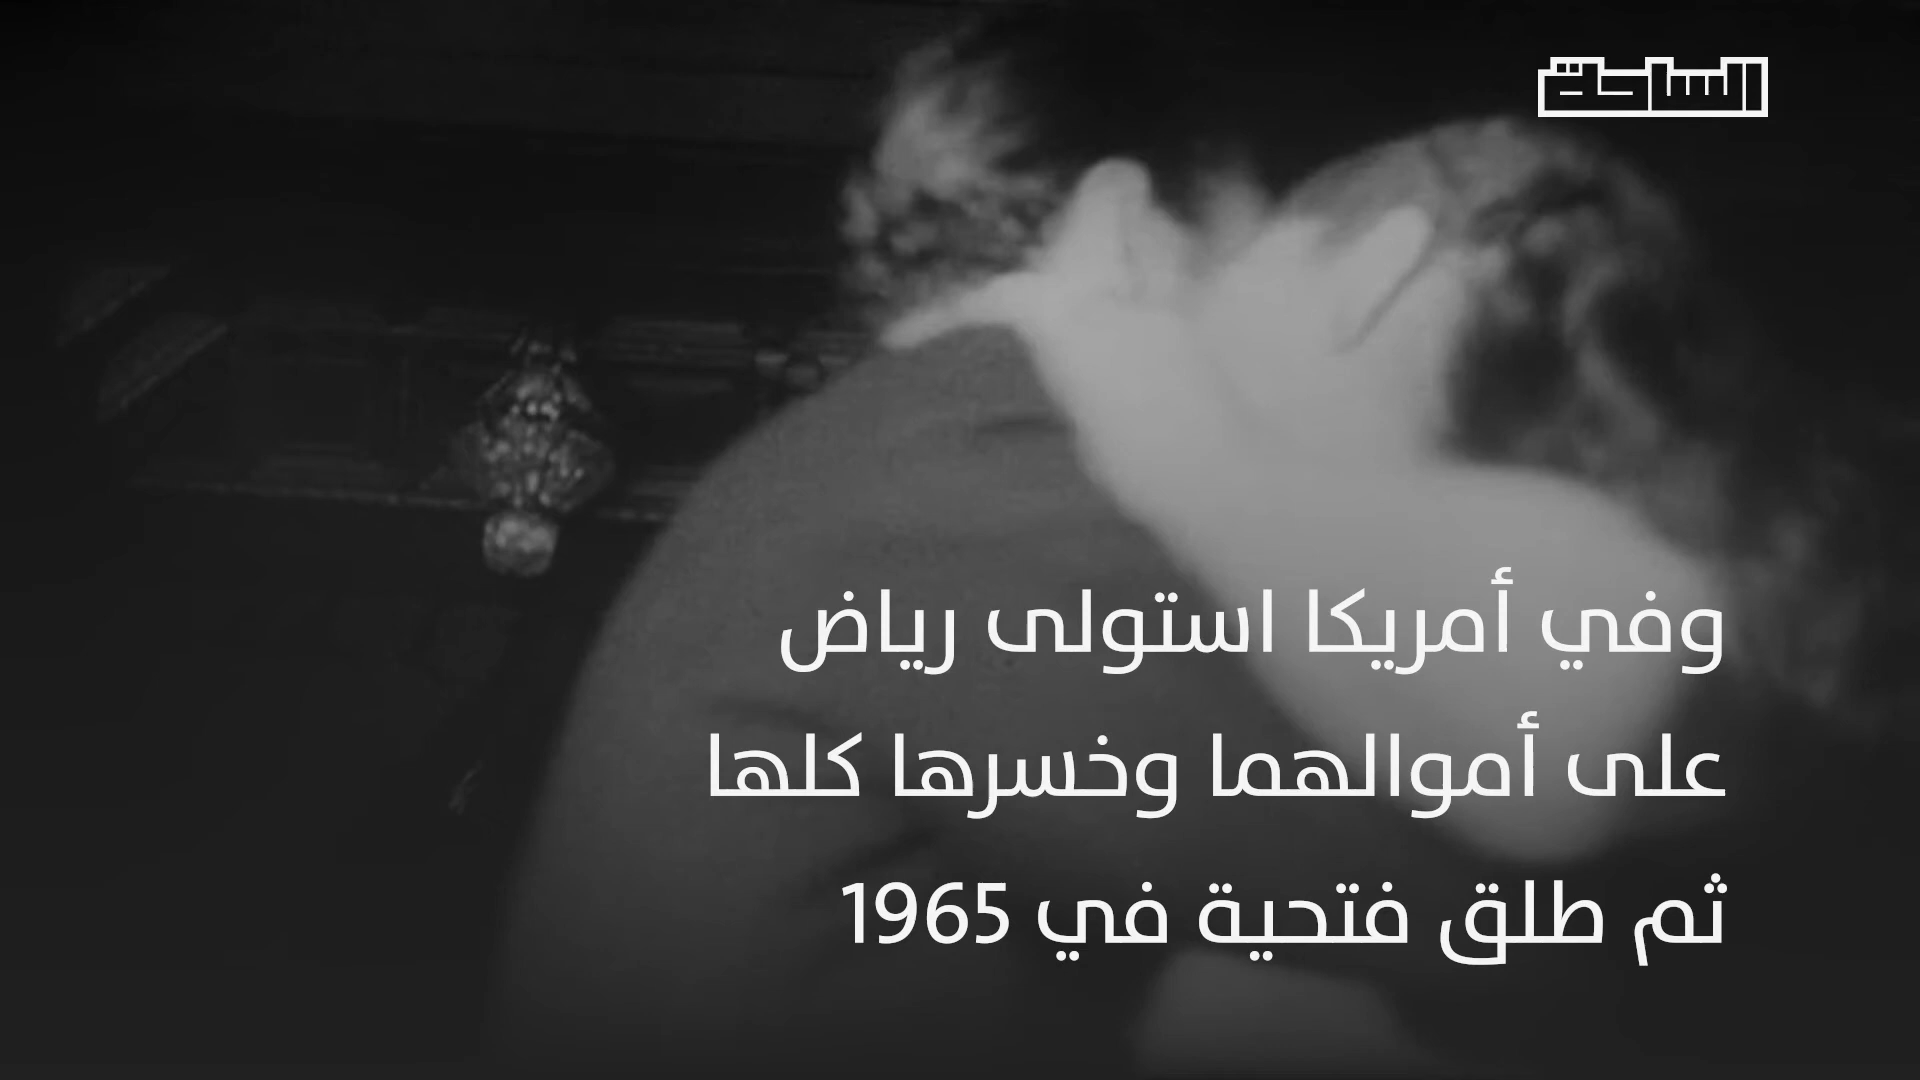 الساحة
وفي أمريكا استولى رياض
على أموالهما وخسرها كلها
ثم طلق فتحية في 1965